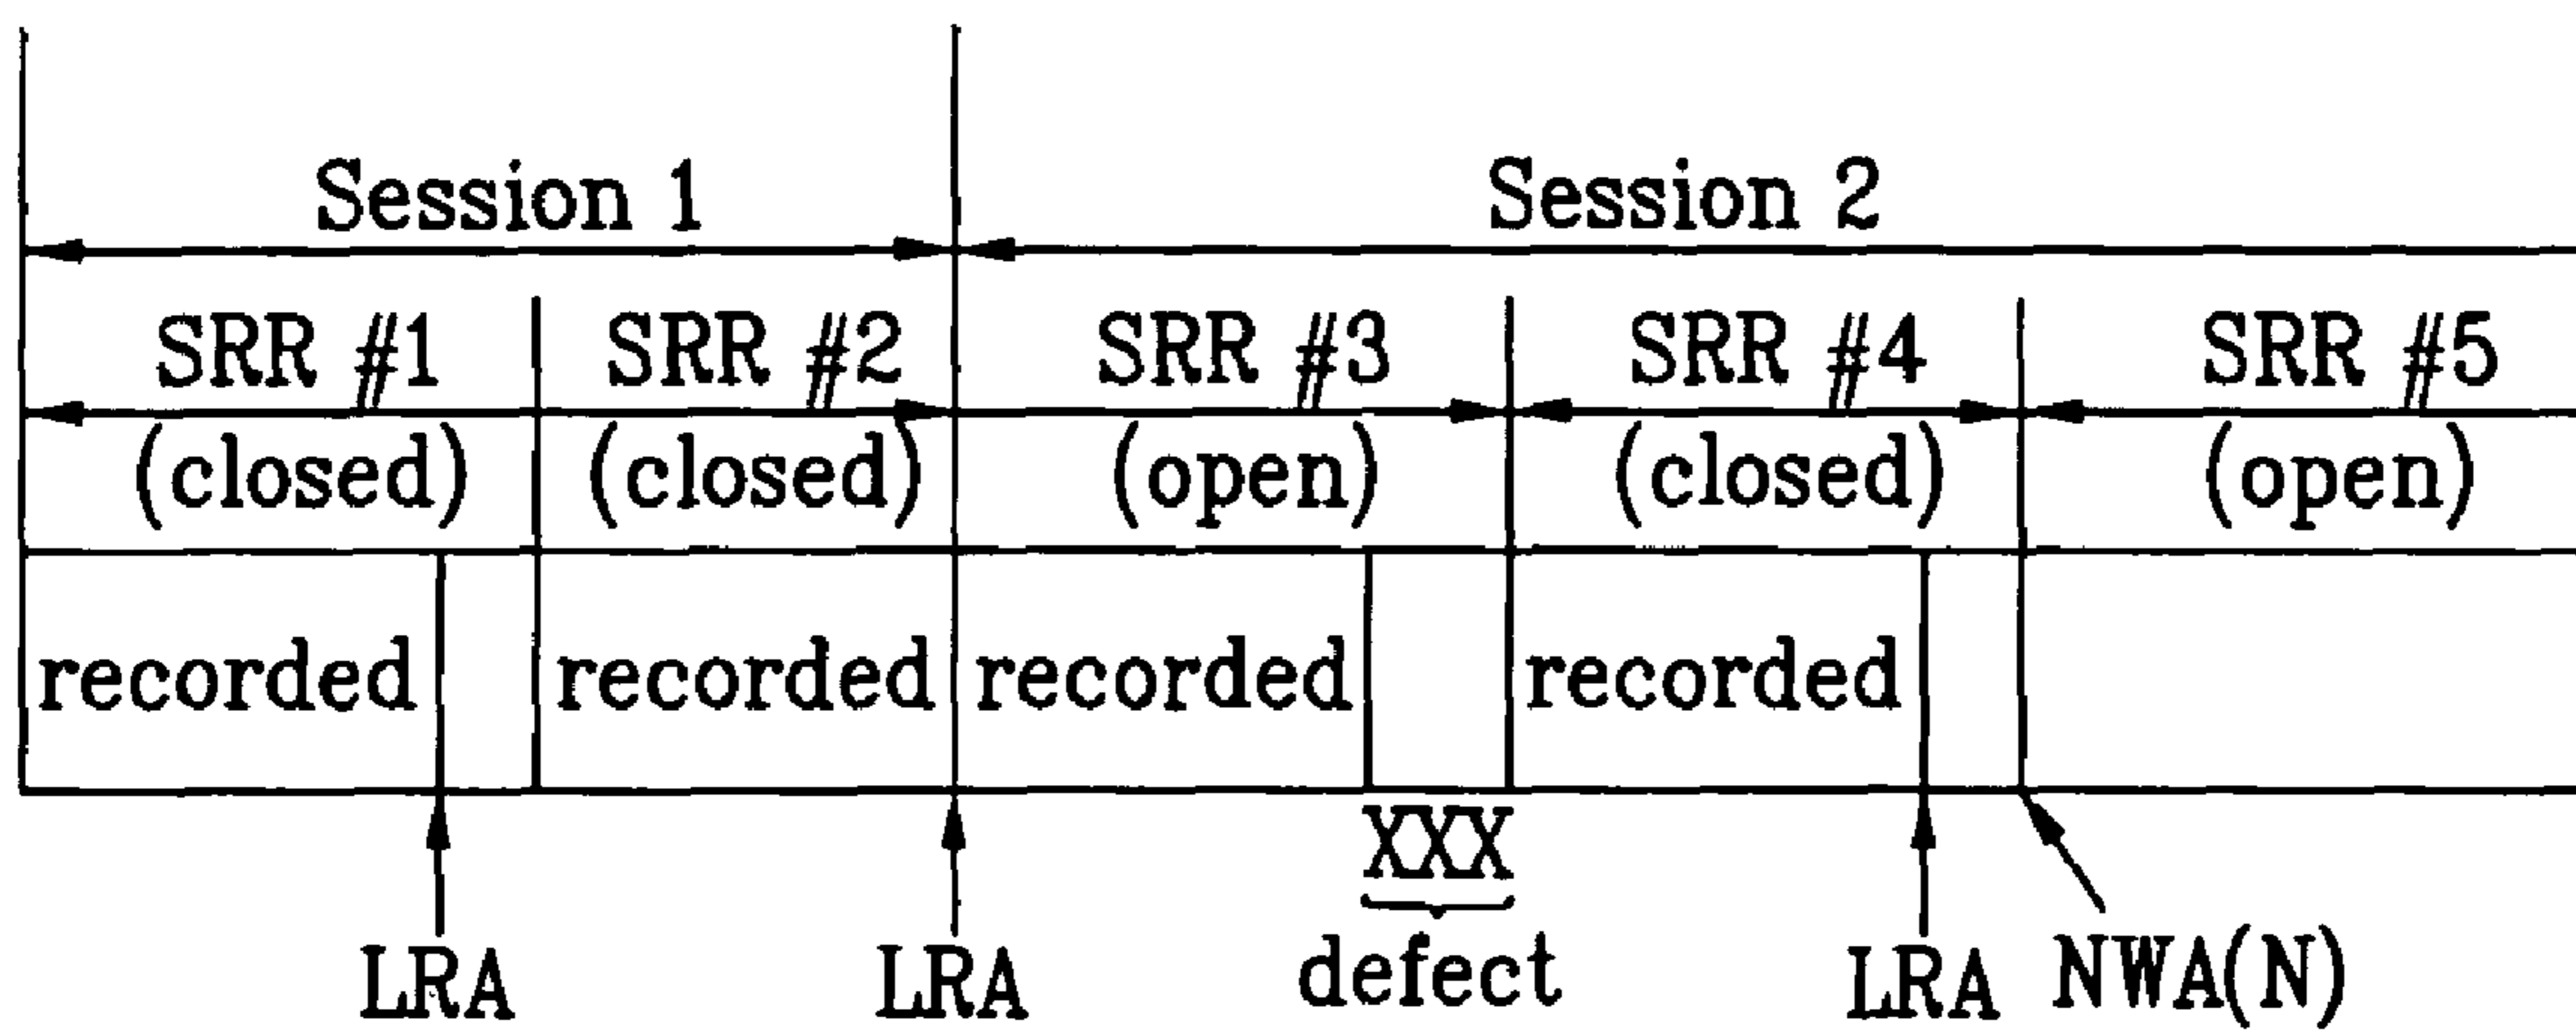 Session 1 Session 2
SRR #1 SRR #2 SRR #3 SRR #4 SRR #5
(closed) (closed) (open) (closed) (open)
recorded recorded recorded recorded
XXX
LRA LRA defect LRA NWA(N)